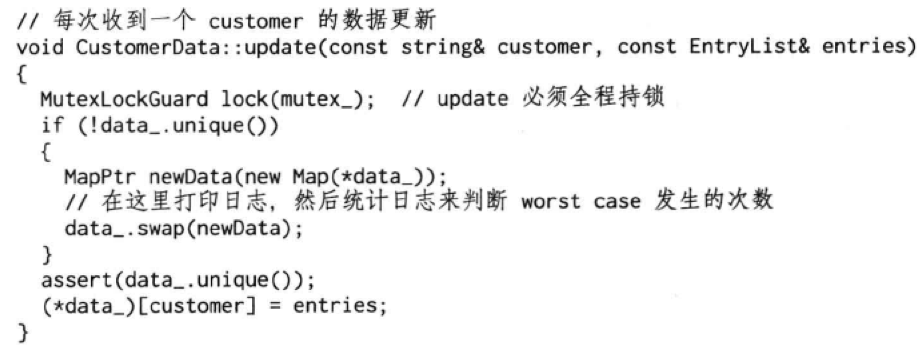 // 每次收到一个 customer 的数据更新
void CustomerData::update(const string& customer, const EntryList& entries)
{
  MutexLockGuard lock(mutex_);  // update 必须全程持锁
  if (!data_.unique())
  {
    MapPtr newData(new Map(*data_));
    // 在这里打印日志, 然后统计日志来判断 worst case 发生的次数
    data_.swap(newData);
  }
  assert(data_.unique());
  (*data_)[customer] = entries;
}